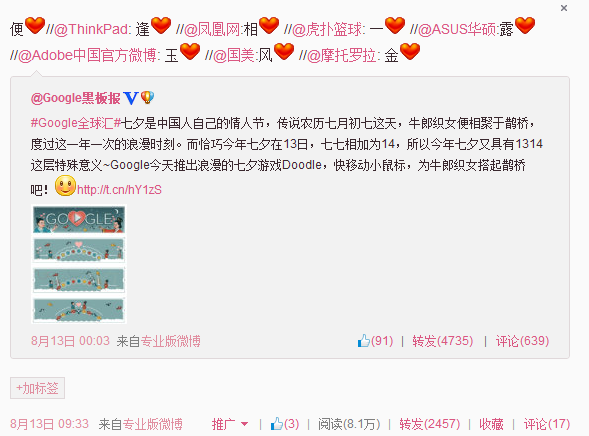 便//@ThinkPad: 逢 //@凤凰网:相 //@虎扑篮球: 一 //@ASUS华硕:露
//@Adobe中国官方微博: 玉 //@国美:风 //@摩托罗拉: 金
@Google黑板报 V
#Google全球汇#七夕是中国人自己的情人节，传说农历七月初七这天，牛郎织女便相聚于鹊桥，
度过这一年一次的浪漫时刻。而恰巧今年七夕在13日，七七相加为14，所以今年七夕又具有1314
这层特殊意义~Google今天推出浪漫的七夕游戏Doodle，快移动小鼠标，为牛郎织女搭起鹊桥
吧！http://t.cn/hY1zS
GOOGLE
8月13日 00:03 来自专业版微博 (91) | 转发(4735) | 评论(639)
+加标签
8月13日 09:33 来自专业版微博 推广 | (3) | 阅读(8.1万) | 转发(2457) | 收藏 | 评论(17)